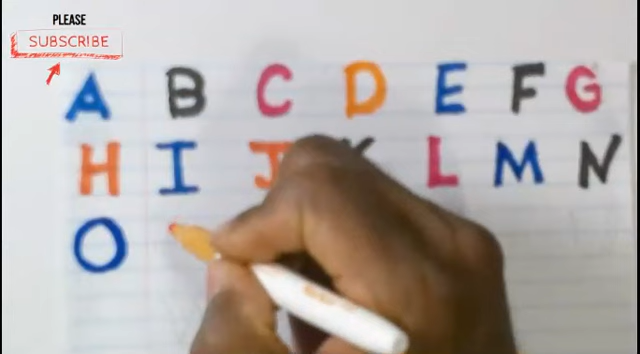 PLEASE
SUBSCRIBE
A B C D E F G
H I J K L M N
O